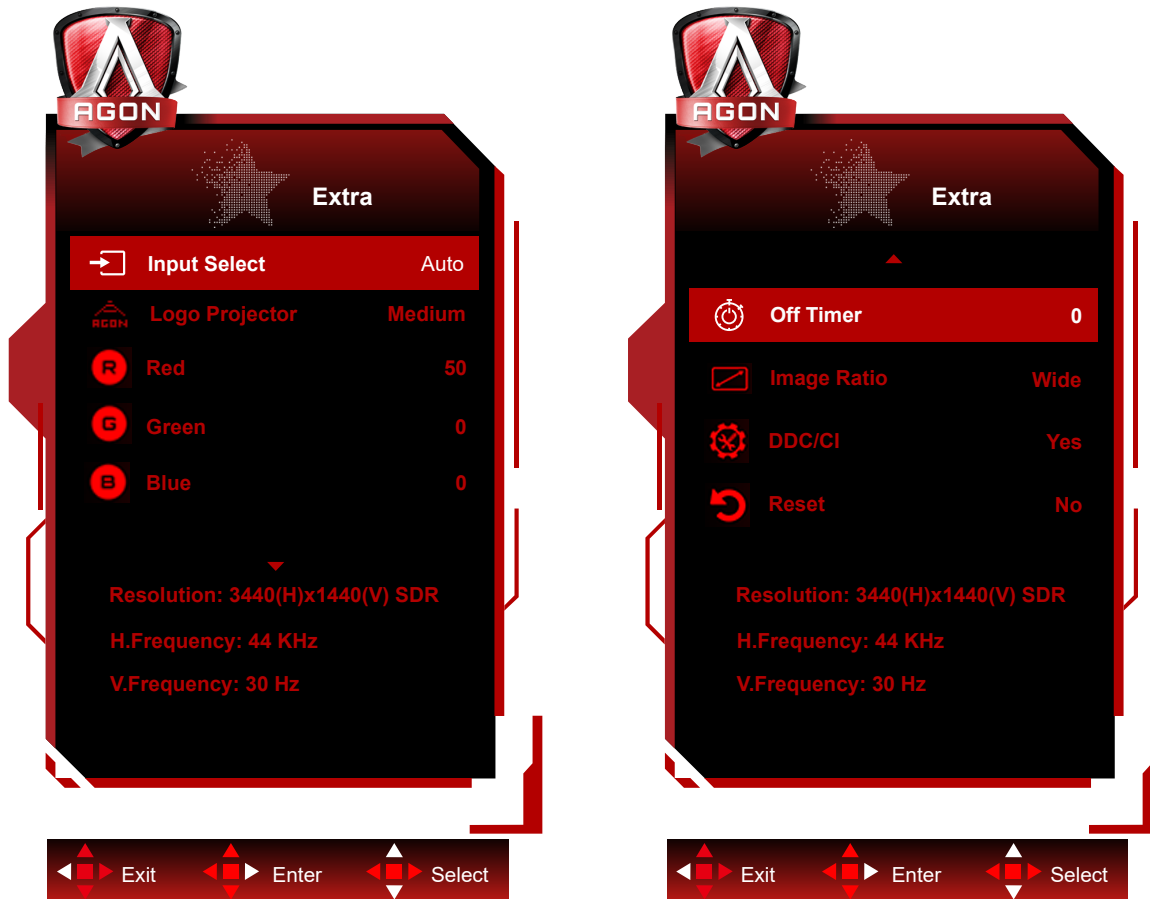 AGON
Extra
Input Select Auto
AGON Logo Projector Medium
R Red 50
G Green 0
B Blue 0
Resolution: 3440(H)x1440(V) SDR
H.Frequency: 44 KHz
V.Frequency: 30 Hz
Exit Enter Select
AGON
Extra
Off Timer 0
Image Ratio Wide
DDC/CI Yes
Reset No
Resolution: 3440(H)x1440(V) SDR
H.Frequency: 44 KHz
V.Frequency: 30 Hz
Exit Enter Select